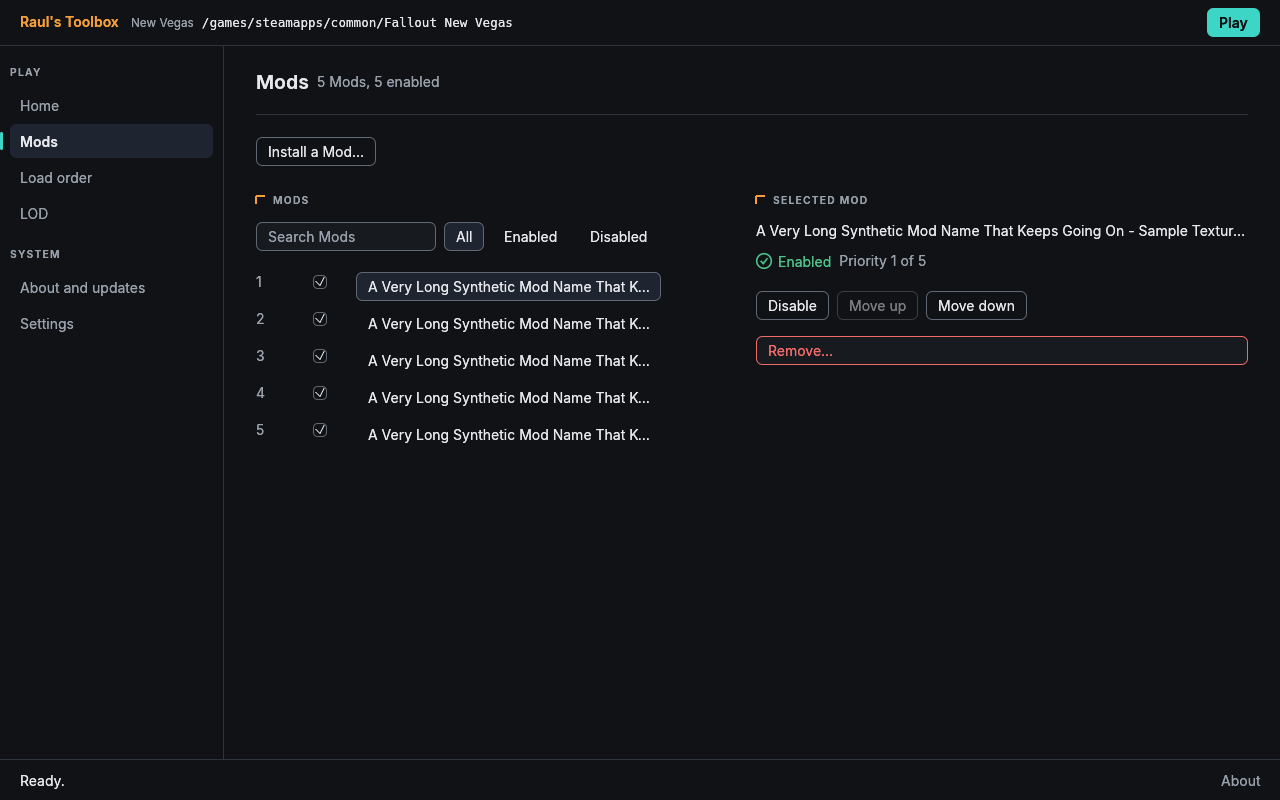 Raul's Toolbox New Vegas /games/steamapps/common/Fallout New Vegas Play
PLAY
Home
Mods
Load order
LOD
SYSTEM
About and updates
Settings
Mods 5 Mods, 5 enabled
Install a Mod...
MODS
Search Mods All Enabled Disabled
1 A Very Long Synthetic Mod Name That K...
2 A Very Long Synthetic Mod Name That K...
3 A Very Long Synthetic Mod Name That K...
4 A Very Long Synthetic Mod Name That K...
5 A Very Long Synthetic Mod Name That K...
SELECTED MOD
A Very Long Synthetic Mod Name That Keeps Going On - Sample Textur...
Enabled Priority 1 of 5
Disable Move up Move down
Remove...
Ready. About